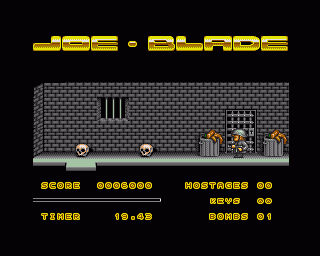 JOE - BLADE
SCORE 0006000 HOSTAGES 00
KEYS 00
TIMER 19.43 BOMBS 01